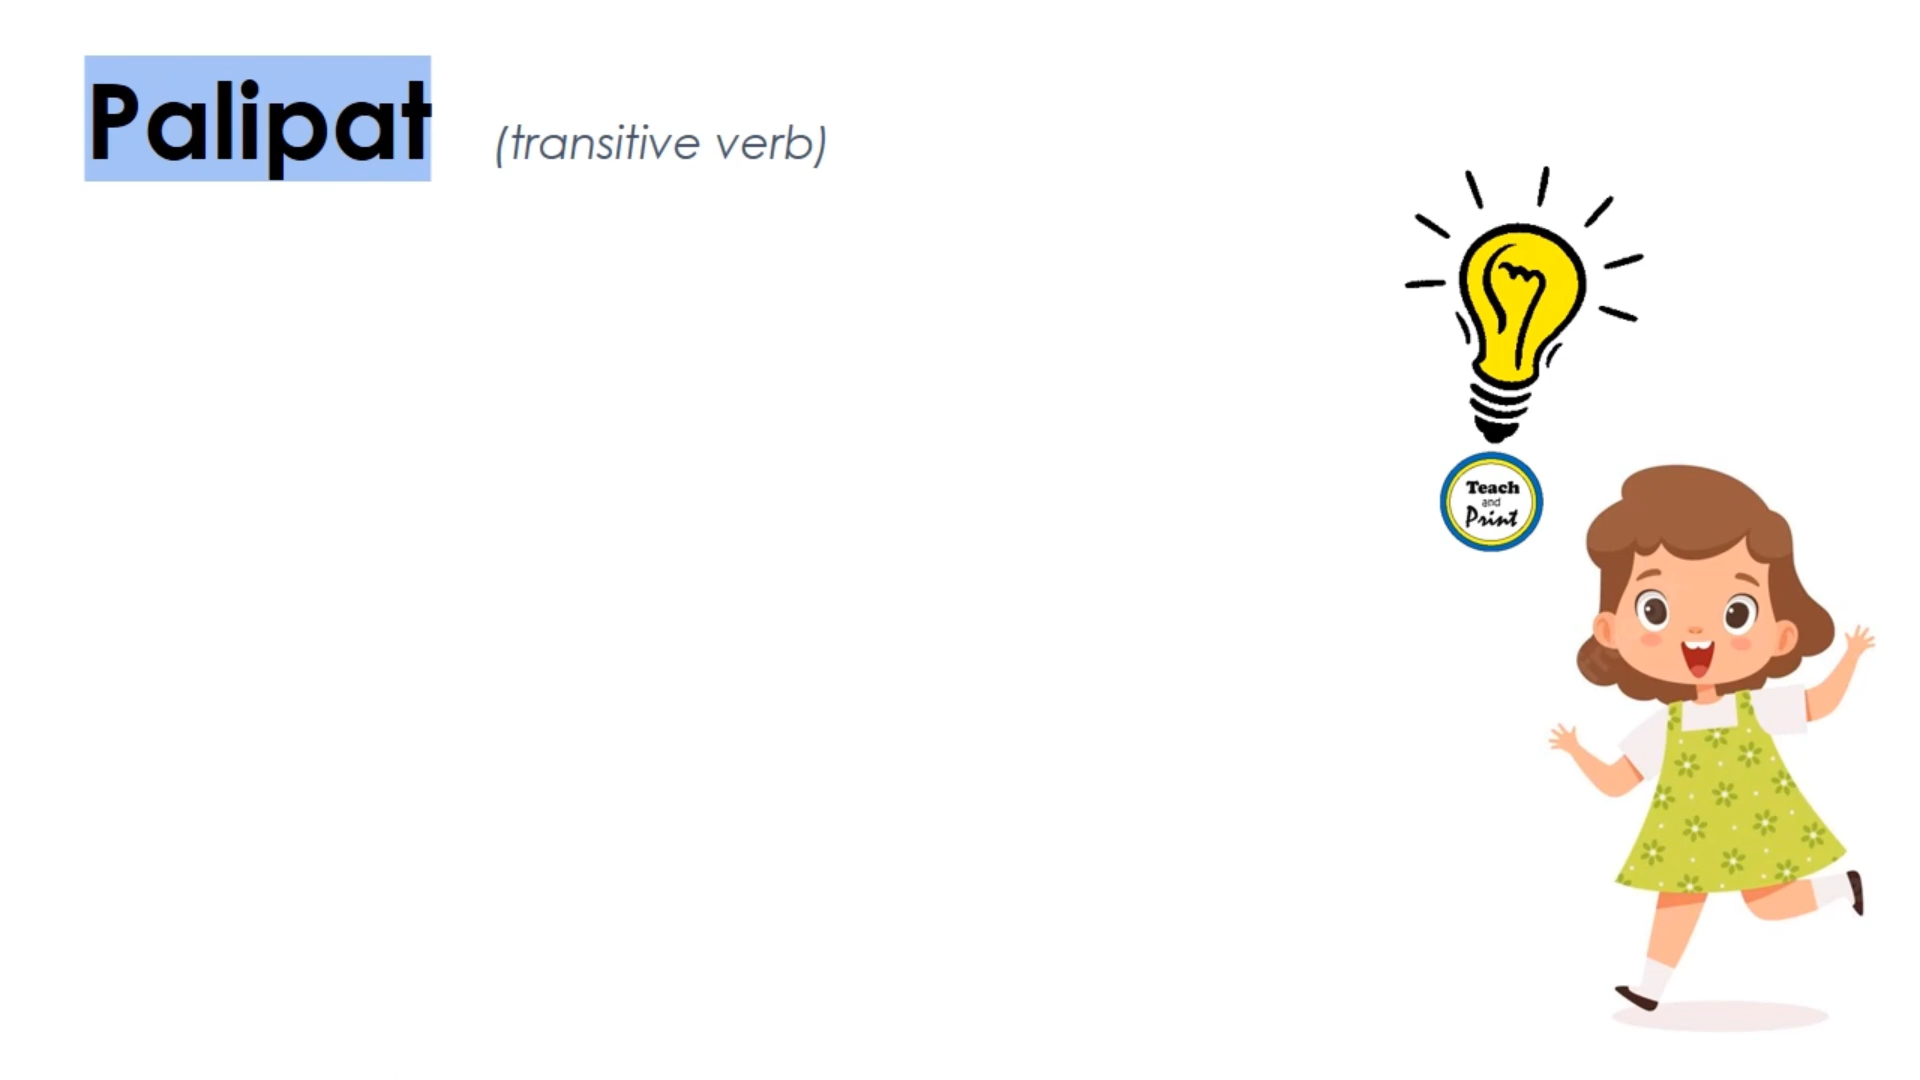 Palipat (transitive verb)
Teach
and
Print